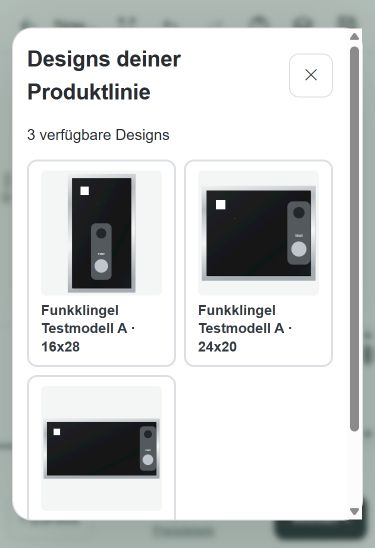 Designs deiner
Produktlinie
3 verfügbare Designs
Funkklingel
Testmodell A ·
16x28
Funkklingel
Testmodell A ·
24x20